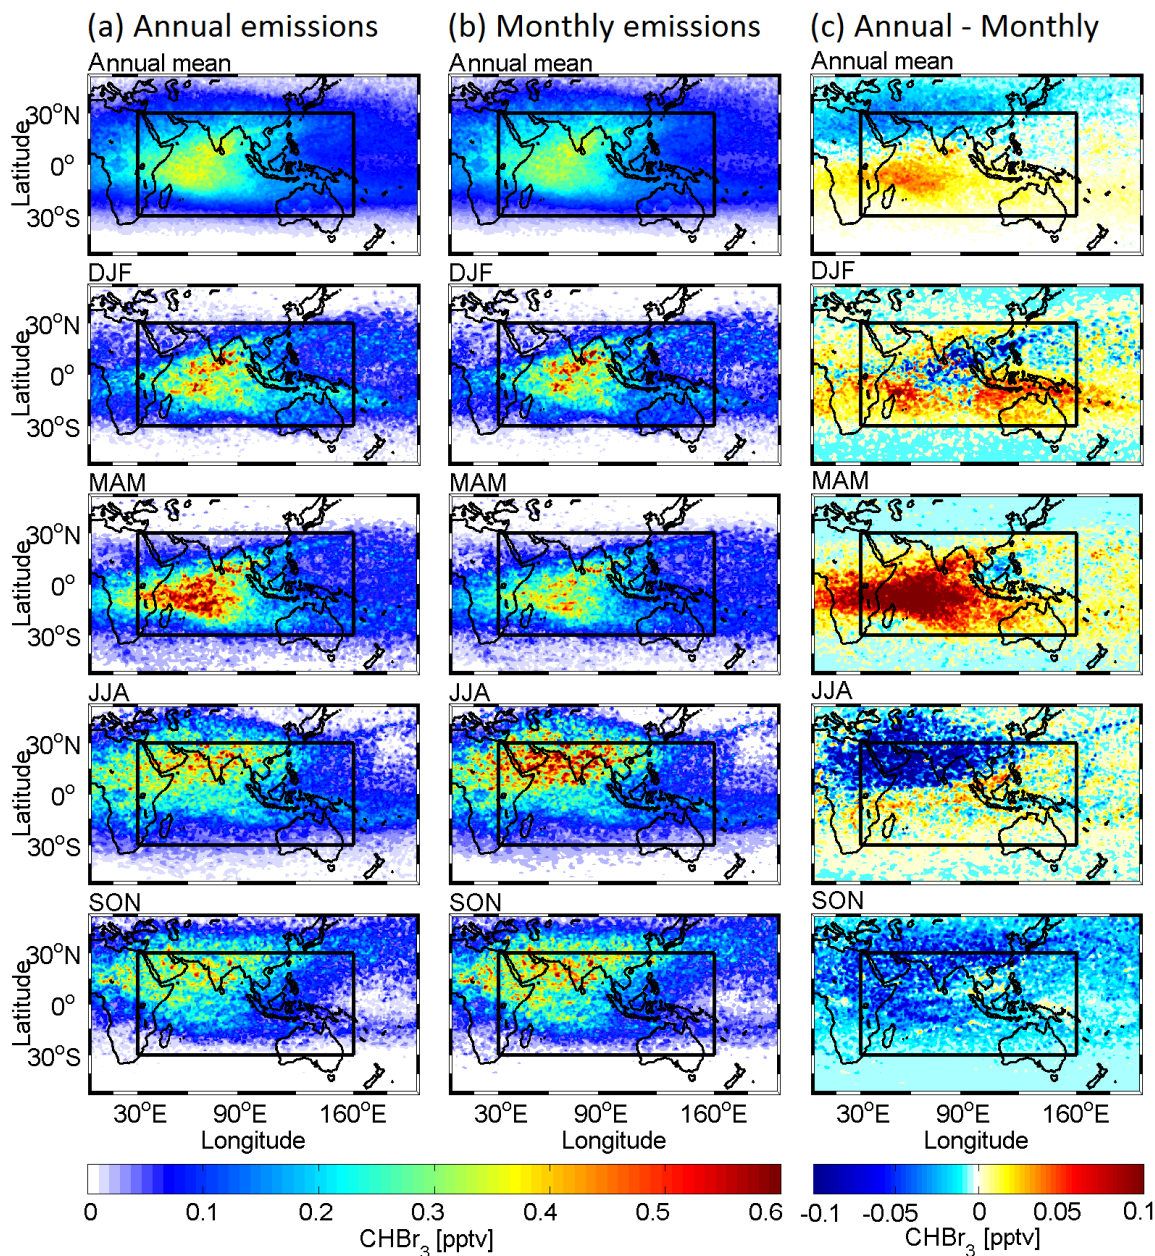 (a) Annual emissions (b) Monthly emissions (c) Annual - Monthly
Annual mean Annual mean Annual mean
30°N
0°
30°S
Latitude
DJF DJF DJF
30°N
0°
30°S
Latitude
MAM MAM MAM
30°N
0°
30°S
Latitude
JJA JJA JJA
30°N
0°
30°S
Latitude
SON SON SON
30°N
0°
30°S
Latitude
30°E 90°E 160°E 30°E 90°E 160°E 30°E 90°E 160°E
Longitude Longitude Longitude
0 0.1 0.2 0.3 0.4 0.5 0.6 -0.1 -0.05 0 0.05 0.1
CHBr3 [pptv] CHBr3 [pptv]